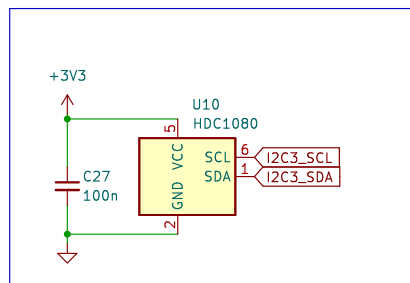 +3V3
U10
HDC1080
5
VCC
SCL
6
I2C3_SCL
C27
100n
SDA
1
I2C3_SDA
GND
2